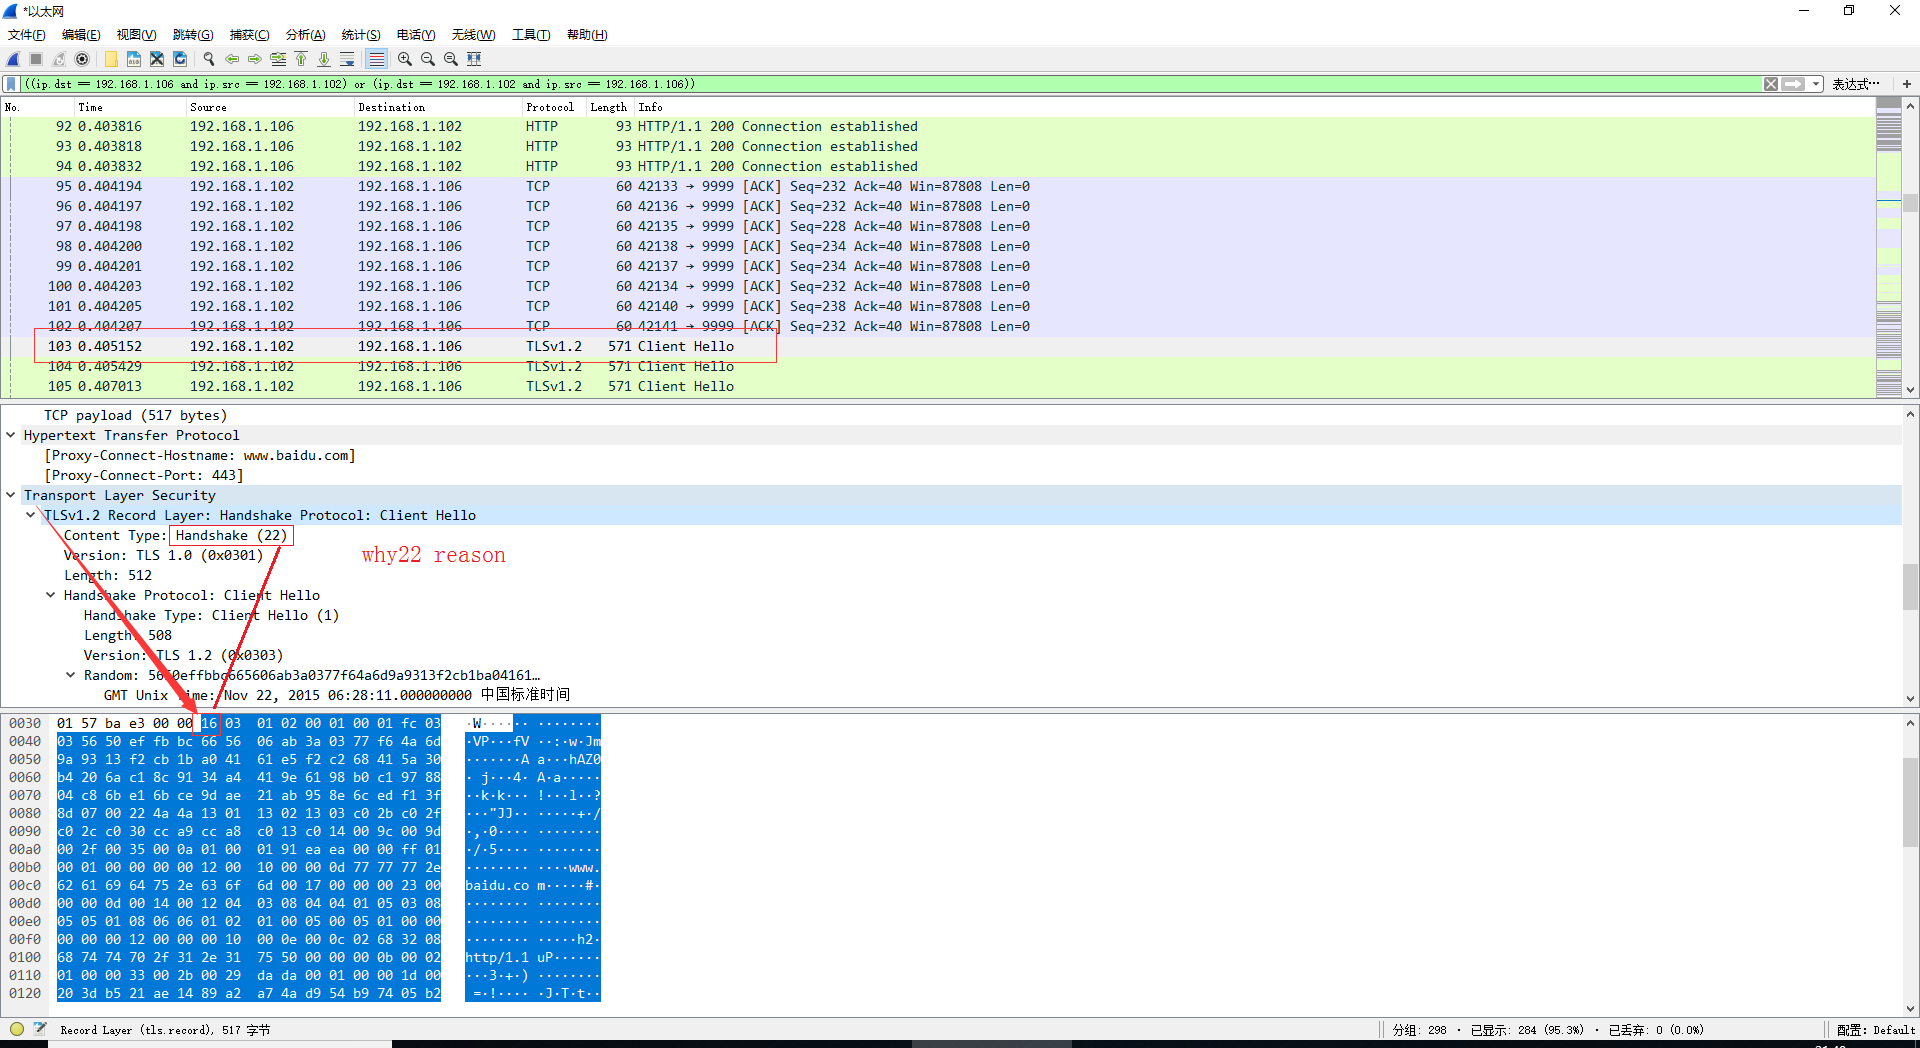 *以太网
文件(F) 编辑(E) 视图(V) 跳转(G) 捕获(C) 分析(A) 统计(S) 电话(Y) 无线(W) 工具(T) 帮助(H)
((ip.dst == 192.168.1.106 and ip.src == 192.168.1.102) or (ip.dst == 192.168.1.102 and ip.src == 192.168.1.106)) 表达式… +
No. Time Source Destination Protocol Length Info
92 0.403816 192.168.1.106 192.168.1.102 HTTP 93 HTTP/1.1 200 Connection established
93 0.403818 192.168.1.106 192.168.1.102 HTTP 93 HTTP/1.1 200 Connection established
94 0.403832 192.168.1.106 192.168.1.102 HTTP 93 HTTP/1.1 200 Connection established
95 0.404194 192.168.1.102 192.168.1.106 TCP 60 42133 → 9999 [ACK] Seq=232 Ack=40 Win=87808 Len=0
96 0.404197 192.168.1.102 192.168.1.106 TCP 60 42136 → 9999 [ACK] Seq=232 Ack=40 Win=87808 Len=0
97 0.404198 192.168.1.102 192.168.1.106 TCP 60 42135 → 9999 [ACK] Seq=228 Ack=40 Win=87808 Len=0
98 0.404200 192.168.1.102 192.168.1.106 TCP 60 42138 → 9999 [ACK] Seq=234 Ack=40 Win=87808 Len=0
99 0.404201 192.168.1.102 192.168.1.106 TCP 60 42137 → 9999 [ACK] Seq=234 Ack=40 Win=87808 Len=0
100 0.404203 192.168.1.102 192.168.1.106 TCP 60 42134 → 9999 [ACK] Seq=232 Ack=40 Win=87808 Len=0
101 0.404205 192.168.1.102 192.168.1.106 TCP 60 42140 → 9999 [ACK] Seq=238 Ack=40 Win=87808 Len=0
102 0.404207 192.168.1.102 192.168.1.106 TCP 60 42141 → 9999 [ACK] Seq=232 Ack=40 Win=87808 Len=0
103 0.405152 192.168.1.102 192.168.1.106 TLSv1.2 571 Client Hello
104 0.405429 192.168.1.102 192.168.1.106 TLSv1.2 571 Client Hello
105 0.407013 192.168.1.102 192.168.1.106 TLSv1.2 571 Client Hello
TCP payload (517 bytes)
Hypertext Transfer Protocol
[Proxy-Connect-Hostname: www.baidu.com]
[Proxy-Connect-Port: 443]
Transport Layer Security
TLSv1.2 Record Layer: Handshake Protocol: Client Hello
Content Type: Handshake (22)
why22 reason
Version: TLS 1.0 (0x0301)
Length: 512
Handshake Protocol: Client Hello
Handshake Type: Client Hello (1)
Length: 508
Version: TLS 1.2 (0x0303)
Random: 5650effbbc665606ab3a0377f64a6d9a9313f2cb1ba04161…
GMT Unix Time: Nov 22, 2015 06:28:11.000000000 中国标准时间
0030 01 57 ba e3 00 00 16 03 01 02 00 01 00 01 fc 03 ·W···· ·· ········
0040 03 56 50 ef fb bc 66 56 06 ab 3a 03 77 f6 4a 6d ·VP···fV ··:·w·Jm
0050 9a 93 13 f2 cb 1b a0 41 61 e5 f2 c2 68 41 5a 30 ·······A a···hAZ0
0060 b4 20 6a c1 8c 91 34 a4 41 9e 61 98 b0 c1 97 88 · j···4· A·a·····
0070 04 c8 6b e1 6b ce 9d ae 21 ab 95 8e 6c ed f1 3f ··k·k··· !···l··?
0080 8d 07 00 22 4a 4a 13 01 13 02 13 03 c0 2b c0 2f ···"JJ·· ·····+·/
0090 c0 2c c0 30 cc a9 cc a8 c0 13 c0 14 00 9c 00 9d ·,·0···· ········
00a0 00 2f 00 35 00 0a 01 00 01 91 ea ea 00 00 ff 01 ·/·5···· ········
00b0 00 01 00 00 00 00 12 00 10 00 00 0d 77 77 77 2e ········ ····www.
00c0 62 61 69 64 75 2e 63 6f 6d 00 17 00 00 00 23 00 baidu.co m·····#·
00d0 00 00 0d 00 14 00 12 04 03 08 04 04 01 05 03 08 ········ ········
00e0 05 05 01 08 06 06 01 02 01 00 05 00 05 01 00 00 ········ ········
00f0 00 00 00 12 00 00 00 10 00 0e 00 0c 02 68 32 08 ········ ·····h2·
0100 68 74 74 70 2f 31 2e 31 75 50 00 00 00 0b 00 02 http/1.1 uP······
0110 01 00 00 33 00 2b 00 29 da da 00 01 00 00 1d 00 ···3·+·) ········
0120 20 3d b5 21 ae 14 89 a2 a7 4a d9 54 b9 74 05 b2 =·!···· ·J·T·t··
Record Layer (tls.record), 517 字节 分组: 298 · 已显示: 284 (95.3%) · 已丢弃: 0 (0.0%) 配置: Default